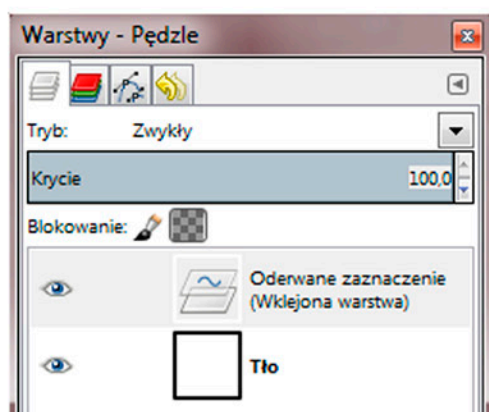 Warstwy - Pędzle
Tryb: Zwykły
Krycie 100,0
Blokowanie:
Oderwane zaznaczenie
(Wklejona warstwa)
Tło